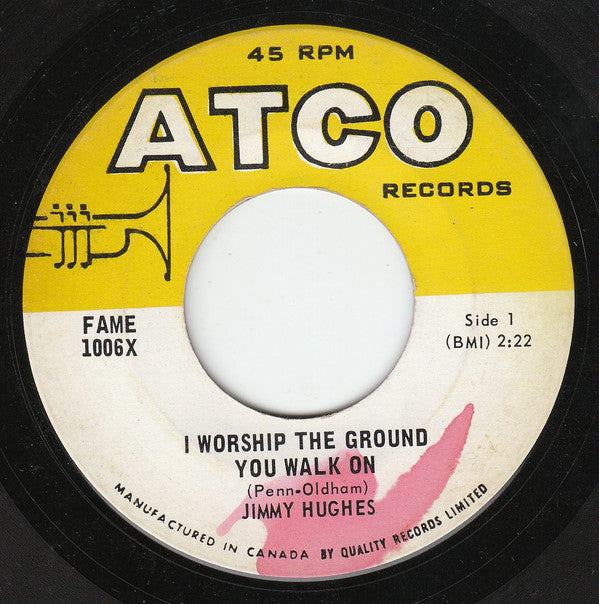 45 RPM
ATCO
RECORDS
FAME
1006X
Side 1
(BMI) 2:22
I WORSHIP THE GROUND
YOU WALK ON
(Penn-Oldham)
JIMMY HUGHES
MANUFACTURED IN CANADA BY QUALITY RECORDS LIMITED